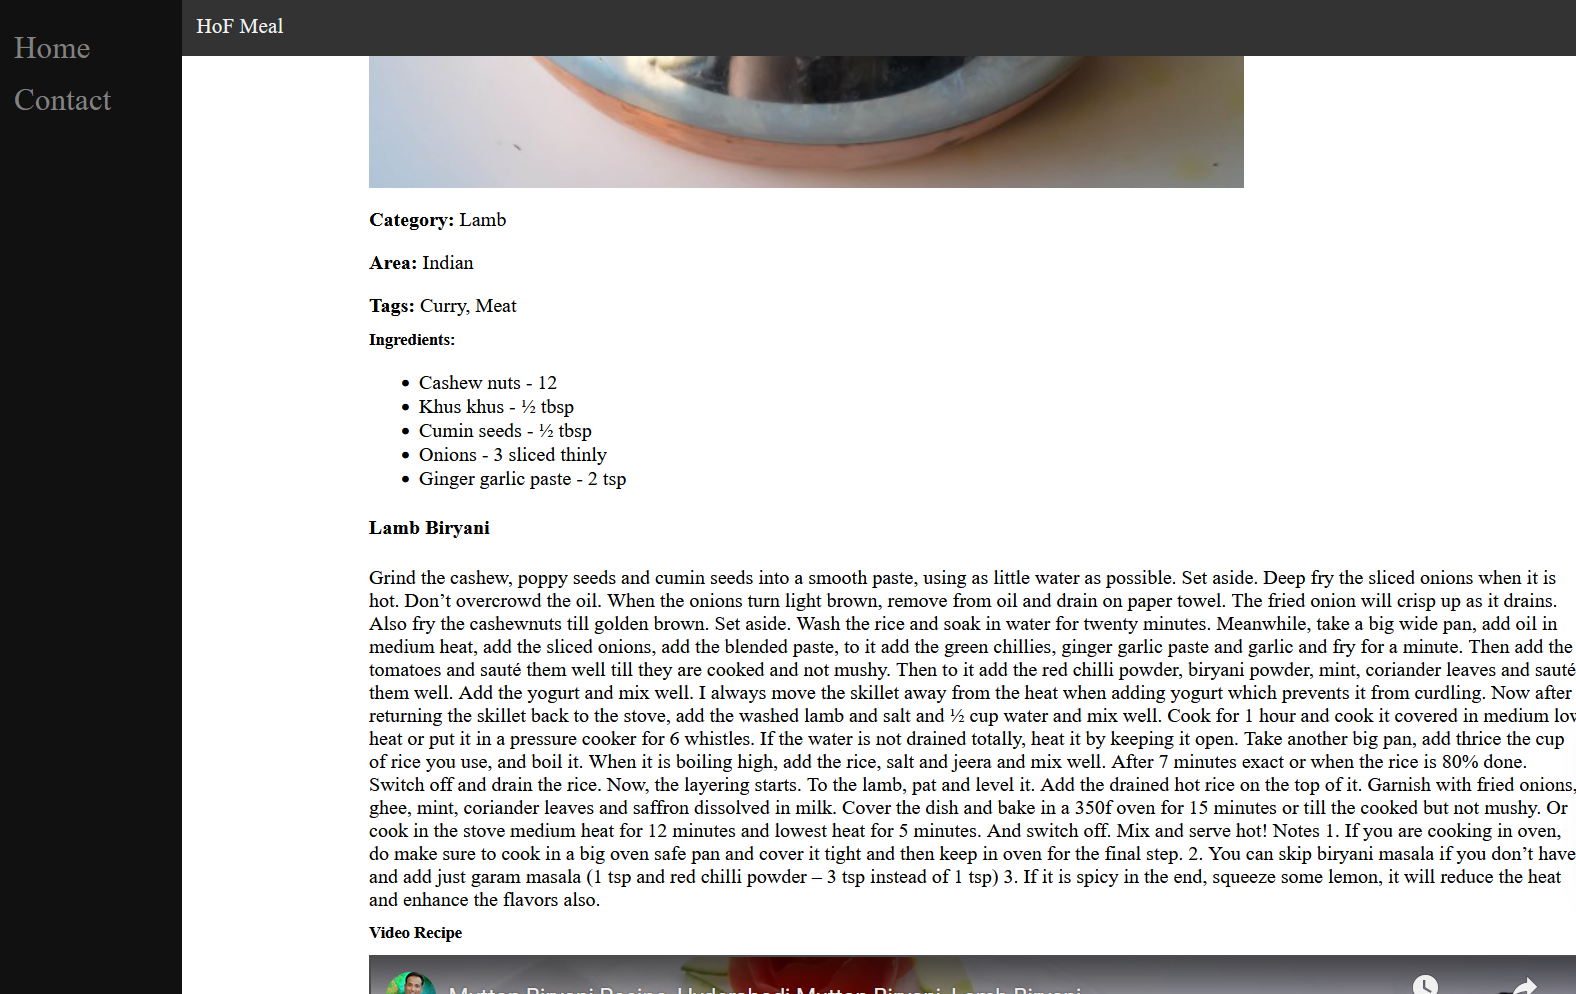 HoF Meal
Home
Contact
Category: Lamb
Area: Indian
Tags: Curry, Meat
Ingredients:
Cashew nuts - 12
Khus khus - ½ tbsp
Cumin seeds - ½ tbsp
Onions - 3 sliced thinly
Ginger garlic paste - 2 tsp
Lamb Biryani
Grind the cashew, poppy seeds and cumin seeds into a smooth paste, using as little water as possible. Set aside. Deep fry the sliced onions when it is
hot. Don’t overcrowd the oil. When the onions turn light brown, remove from oil and drain on paper towel. The fried onion will crisp up as it drains.
Also fry the cashewnuts till golden brown. Set aside. Wash the rice and soak in water for twenty minutes. Meanwhile, take a big wide pan, add oil in
medium heat, add the sliced onions, add the blended paste, to it add the green chillies, ginger garlic paste and garlic and fry for a minute. Then add the
tomatoes and sauté them well till they are cooked and not mushy. Then to it add the red chilli powder, biryani powder, mint, coriander leaves and sauté
them well. Add the yogurt and mix well. I always move the skillet away from the heat when adding yogurt which prevents it from curdling. Now after
returning the skillet back to the stove, add the washed lamb and salt and ½ cup water and mix well. Cook for 1 hour and cook it covered in medium low
heat or put it in a pressure cooker for 6 whistles. If the water is not drained totally, heat it by keeping it open. Take another big pan, add thrice the cup
of rice you use, and boil it. When it is boiling high, add the rice, salt and jeera and mix well. After 7 minutes exact or when the rice is 80% done.
Switch off and drain the rice. Now, the layering starts. To the lamb, pat and level it. Add the drained hot rice on the top of it. Garnish with fried onions,
ghee, mint, coriander leaves and saffron dissolved in milk. Cover the dish and bake in a 350f oven for 15 minutes or till the cooked but not mushy. Or
cook in the stove medium heat for 12 minutes and lowest heat for 5 minutes. And switch off. Mix and serve hot! Notes 1. If you are cooking in oven,
do make sure to cook in a big oven safe pan and cover it tight and then keep in oven for the final step. 2. You can skip biryani masala if you don’t have
and add just garam masala (1 tsp and red chilli powder – 3 tsp instead of 1 tsp) 3. If it is spicy in the end, squeeze some lemon, it will reduce the heat
and enhance the flavors also.
Video Recipe
Mutton Biryani Recipe, Hyderabadi Mutton Biryani, Lamb Biryani